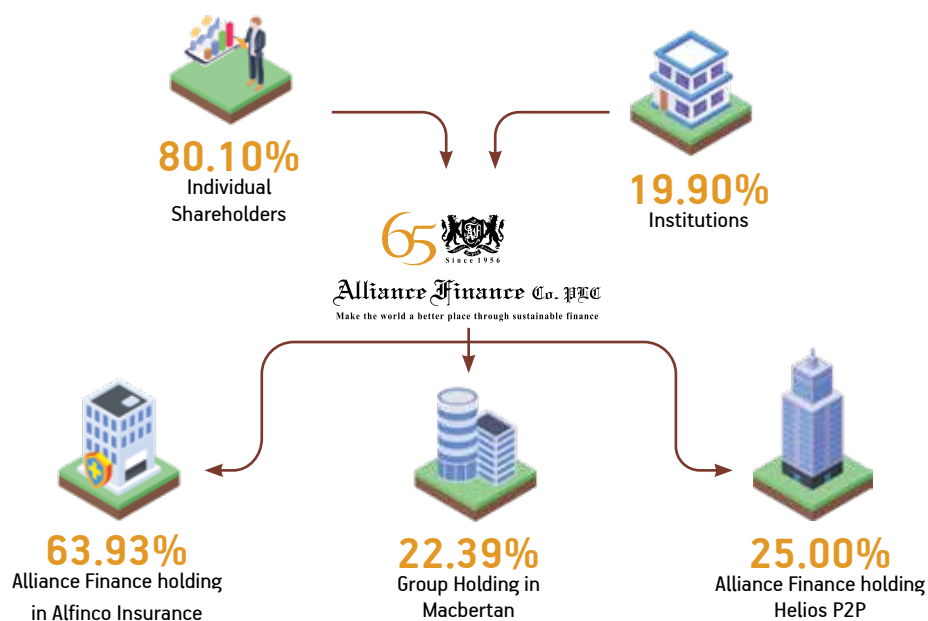 80.10%
Individual
Shareholders
19.90%
Institutions
65
Since 1956
Alliance Finance Co. PLC
Make the world a better place through sustainable finance
63.93%
Alliance Finance holding
in Alfinco Insurance
22.39%
Group Holding in
Macbertan
25.00%
Alliance Finance holding
Helios P2P